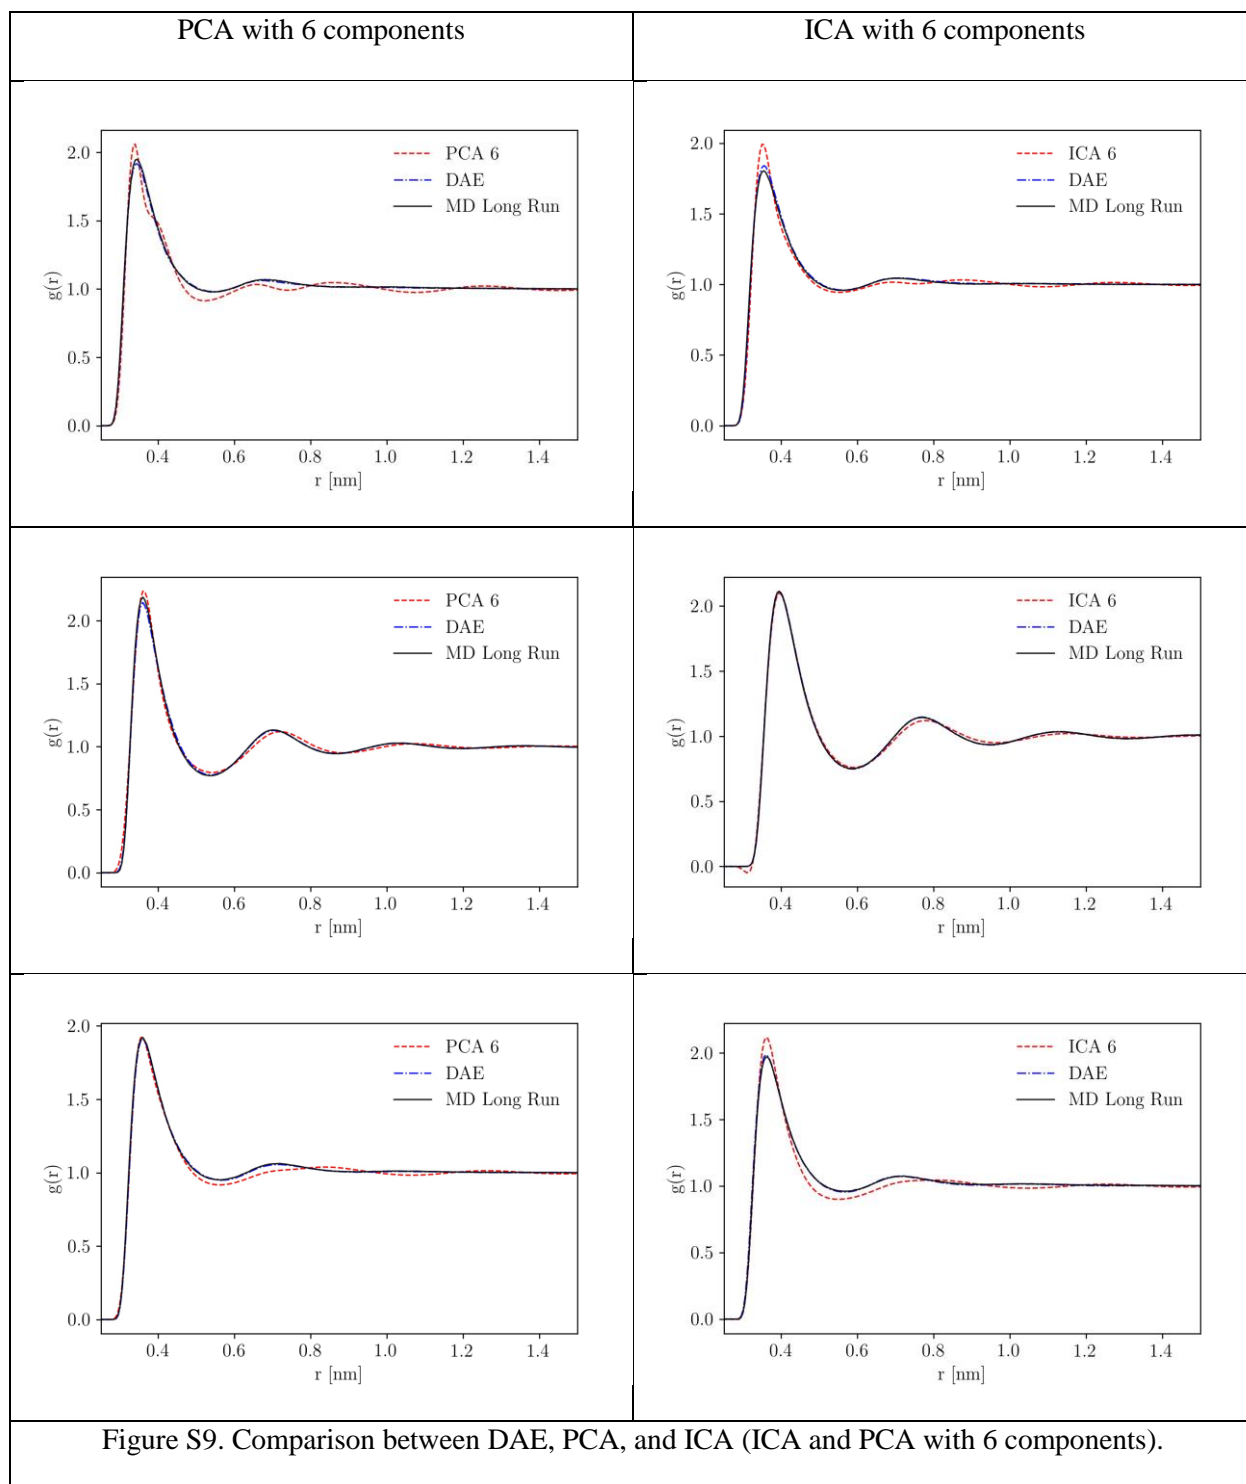 PCA with 6 components
ICA with 6 components
PCA 6
DAE
MD Long Run
g(r)
2.0
1.5
1.0
0.5
0.0
0.4 0.6 0.8 1.0 1.2 1.4
r [nm]
ICA 6
DAE
MD Long Run
g(r)
2.0
1.5
1.0
0.5
0.0
0.4 0.6 0.8 1.0 1.2 1.4
r [nm]
PCA 6
DAE
MD Long Run
g(r)
2.0
1.5
1.0
0.5
0.0
0.4 0.6 0.8 1.0 1.2 1.4
r [nm]
ICA 6
DAE
MD Long Run
g(r)
2.0
1.5
1.0
0.5
0.0
0.4 0.6 0.8 1.0 1.2 1.4
r [nm]
PCA 6
DAE
MD Long Run
g(r)
2.0
1.5
1.0
0.5
0.0
0.4 0.6 0.8 1.0 1.2 1.4
r [nm]
ICA 6
DAE
MD Long Run
g(r)
2.0
1.5
1.0
0.5
0.0
0.4 0.6 0.8 1.0 1.2 1.4
r [nm]
Figure S9. Comparison between DAE, PCA, and ICA (ICA and PCA with 6 components).